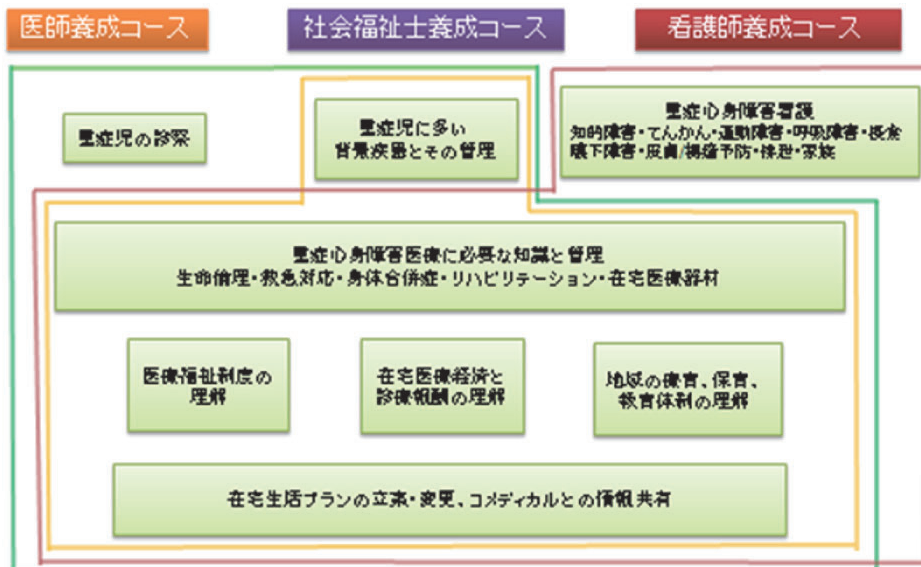 医師養成コース
社会福祉士養成コース
看護師養成コース
重症児の診察
重症児に多い
背景疾患とその管理
重症心身障害看護
知的障害・てんかん・運動障害・呼吸障害・摂食
嚥下障害・皮膚/褥瘡予防・排泄・家族
重症心身障害医療に必要な知識と管理
生命倫理・救急対応・身体合併症・リハビリテーション・在宅医療器材
医療福祉制度の
理解
在宅医療経済と
診療報酬の理解
地域の療育、保育、
教育体制の理解
在宅生活プランの立案・変更、コメディカルとの情報共有